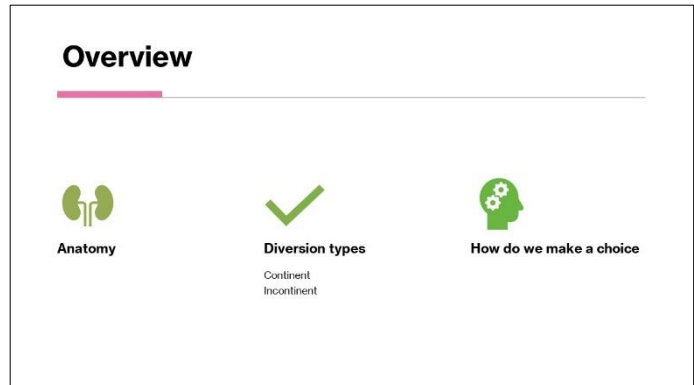 Overview
Anatomy
Diversion types
Continent
Incontinent
How do we make a choice